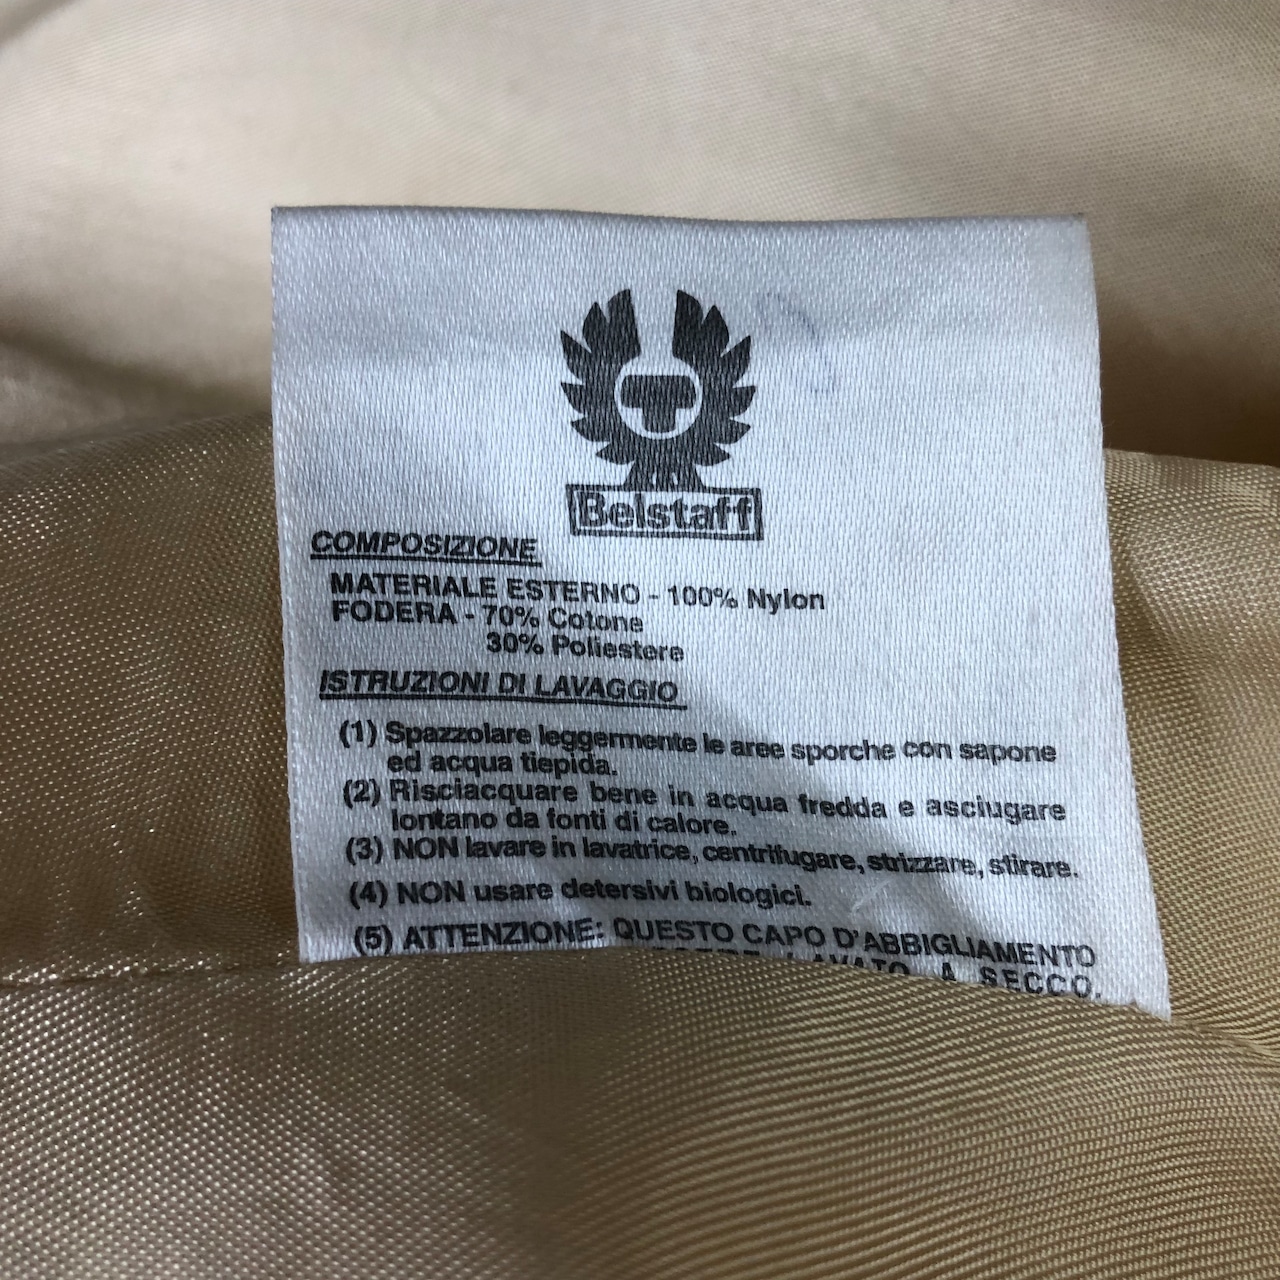 Belstaff
COMPOSIZIONE
MATERIALE ESTERNO - 100% Nylon
FODERA - 70% Cotone
30% Poliestere
ISTRUZIONI DI LAVAGGIO
(1) Spazzolare leggermente le aree sporche con sapone
ed acqua tiepida.
(2) Risciacquare bene in acqua fredda e asciugare
lontano da fonti di calore.
(3) NON lavare in lavatrice, centrifugare, strizzare, stirare.
(4) NON usare detersivi biologici.
(5) ATTENZIONE: QUESTO CAPO D'ABBIGLIAMENTO
LAVATO A SECCO.